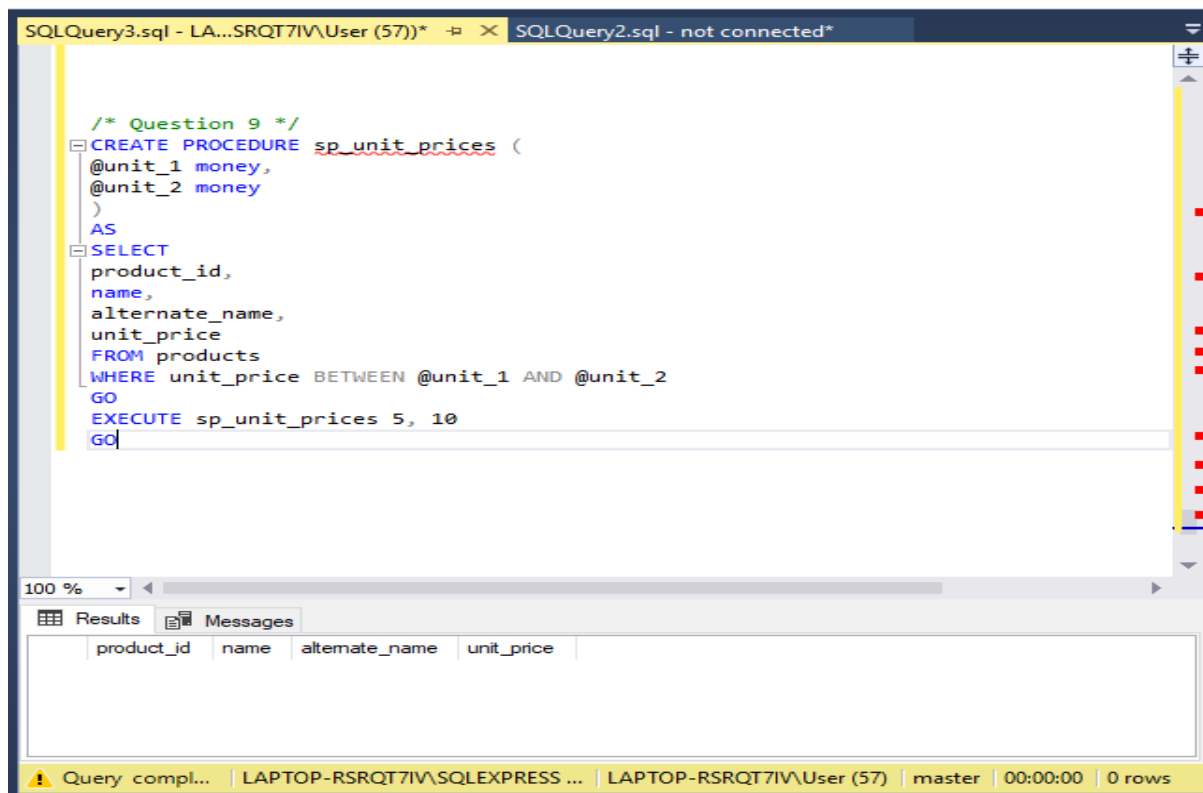 SQLQuery3.sql - LA...SRQT7IV\User (57))* SQLQuery2.sql - not connected*
/* Question 9 */
CREATE PROCEDURE sp_unit_prices (
@unit_1 money,
@unit_2 money
)
AS
SELECT
product_id,
name,
alternate_name,
unit_price
FROM products
WHERE unit_price BETWEEN @unit_1 AND @unit_2
GO
EXECUTE sp_unit_prices 5, 10
GO
100 %
Results Messages
product_id name alternate_name unit_price
Query compl... LAPTOP-RSRQT7IV\SQLEXPRESS ... LAPTOP-RSRQT7IV\User (57) master 00:00:00 0 rows